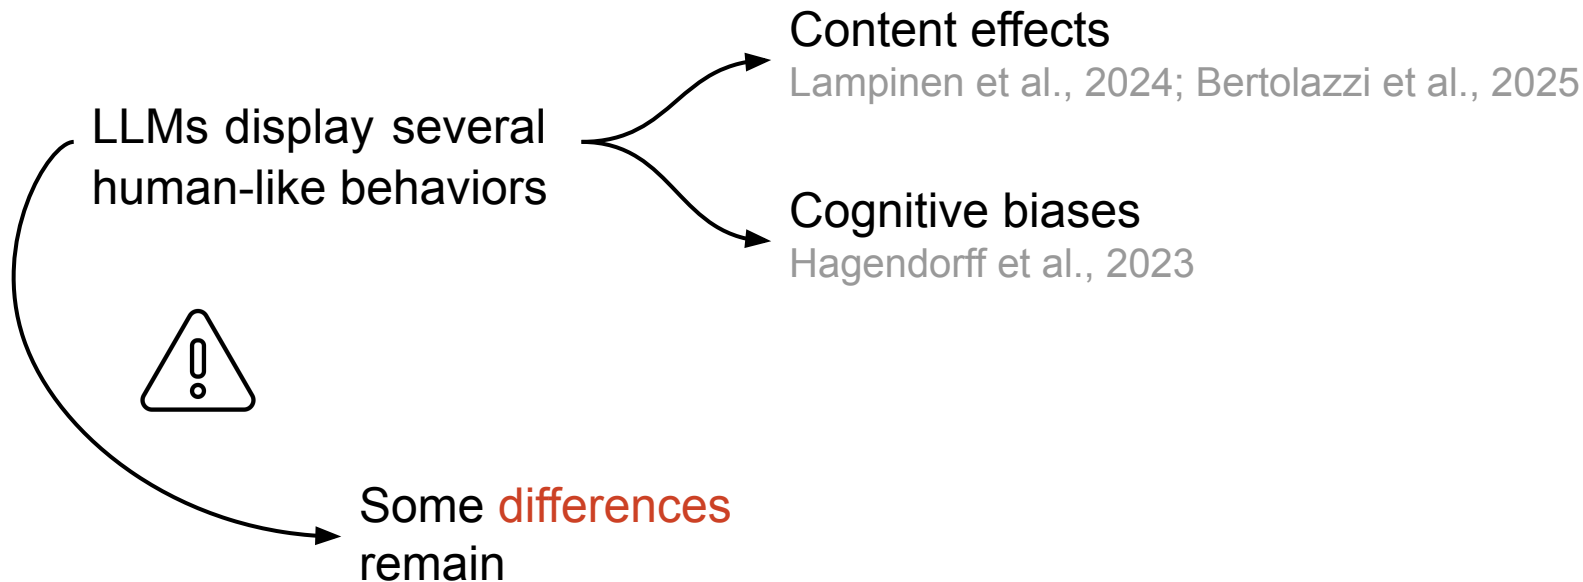 LLMs display several
human-like behaviors
Content effects
Lampinen et al., 2024; Bertolazzi et al., 2025
Cognitive biases
Hagendorff et al., 2023
Some differences
remain